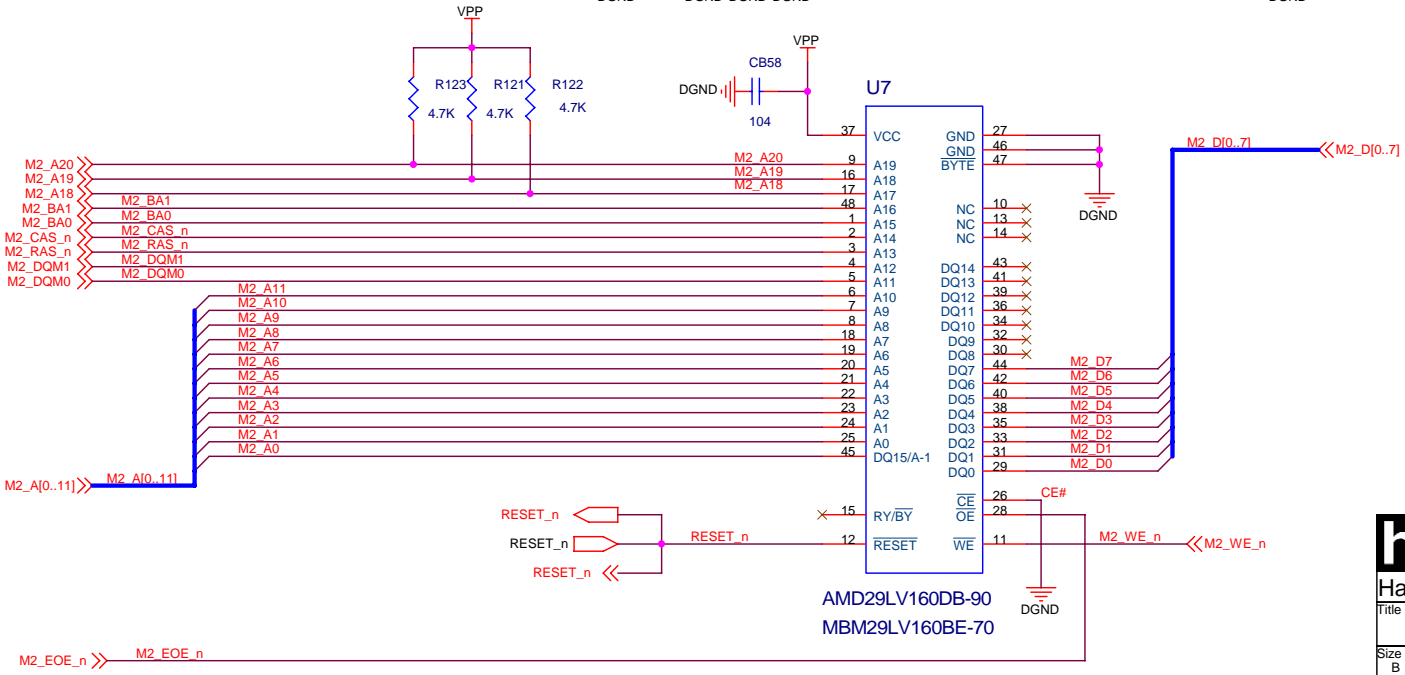 VPP
R123
R121
R122
4.7K
4.7K
4.7K
VPP
CB58
DGND
104
U7
37
VCC
GND
27
GND
46
BYTE
47
DGND
M2_D[0..7]
M2_D[0..7]
M2_A20
M2_A20
9
A19
M2_A19
M2_A19
16
A18
M2_A18
M2_A18
17
A17
M2_BA1
M2_BA1
48
A16
NC
10
M2_BA0
M2_BA0
1
A15
NC
13
M2_CAS_n
M2_CAS_n
2
A14
NC
14
M2_RAS_n
M2_RAS_n
3
A13
M2_DQM1
M2_DQM1
4
A12
DQ14
43
M2_DQM0
M2_DQM0
5
A11
DQ13
41
M2_A11
6
A10
DQ12
39
M2_A10
7
A9
DQ11
36
M2_A9
8
A8
DQ10
34
M2_A8
18
A7
DQ9
32
M2_A7
19
A6
DQ8
30
M2_A6
20
A5
DQ7
44
M2_D7
M2_A5
21
A4
DQ6
42
M2_D6
M2_A4
22
A3
DQ5
40
M2_D5
M2_A3
23
A2
DQ4
38
M2_D4
M2_A2
24
A1
DQ3
35
M2_D3
M2_A1
25
A0
DQ2
33
M2_D2
M2_A0
45
DQ15/A-1
DQ1
31
M2_D1
DQ0
29
M2_D0
M2_A[0..11]
M2_A[0..11]
CE
26
CE#
RESET_n
15
RY/BY
OE
28
RESET_n
RESET_n
12
RESET
WE
11
M2_WE_n
M2_WE_n
RESET_n
DGND
AMD29LV160DB-90
MBM29LV160BE-70
M2_EOE_n
M2_EOE_n
Title
Size
B